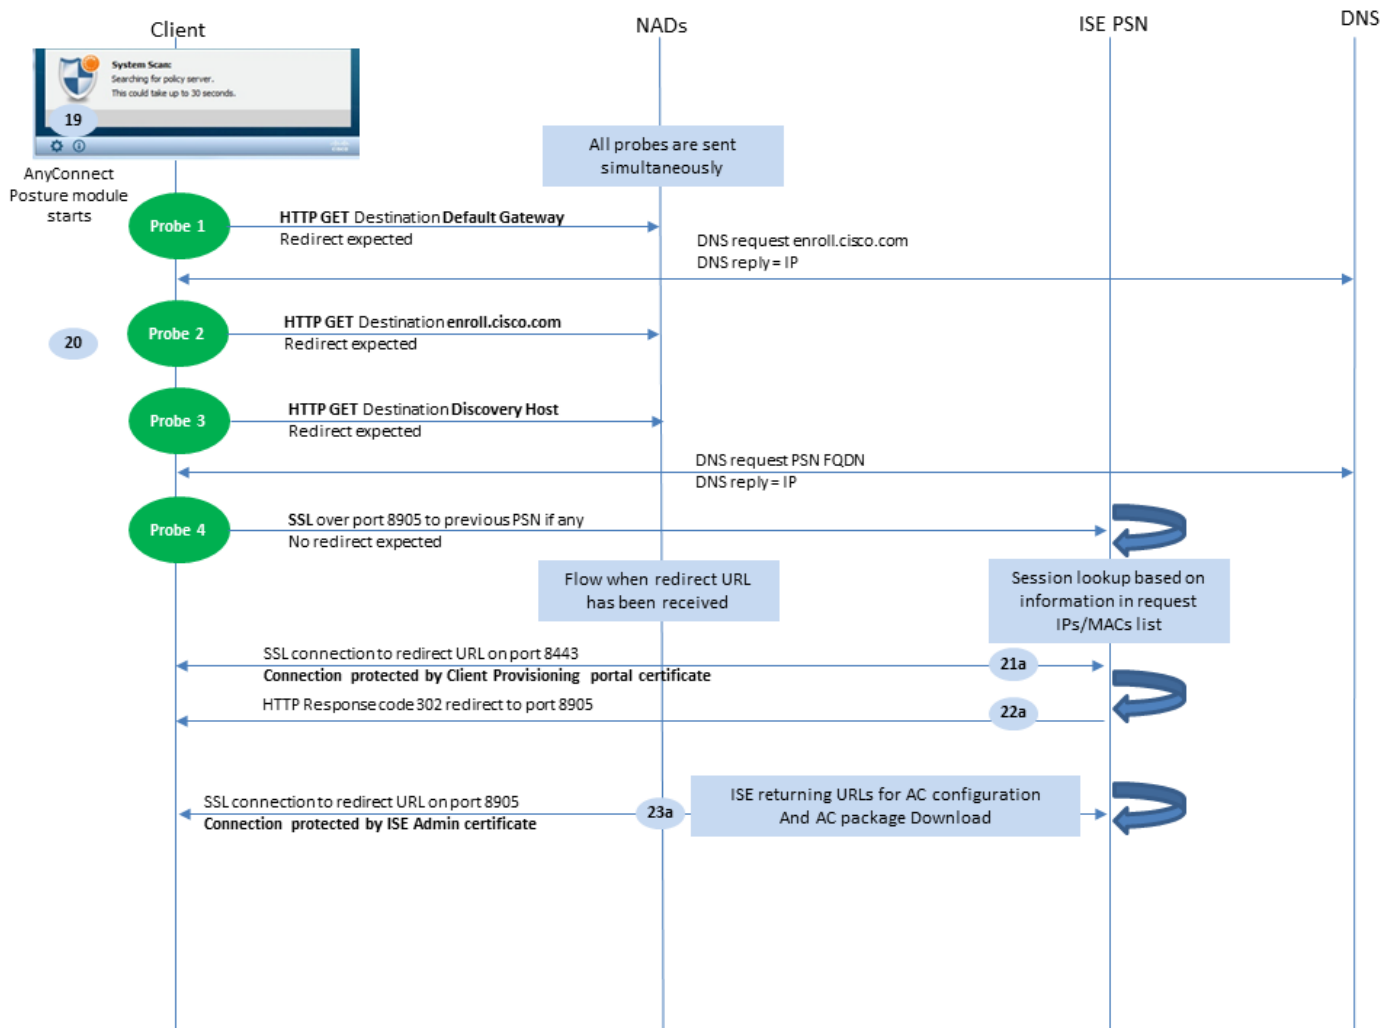 Client
NADs
ISE PSN
DNS
System Scan:
Searching for policy server.
This could take up to 30 seconds.
19
AnyConnect
Posture module
starts
All probes are sent
simultaneously
Probe 1
HTTP GET Destination Default Gateway
Redirect expected
DNS request enroll.cisco.com
DNS reply = IP
20
Probe 2
HTTP GET Destination enroll.cisco.com
Redirect expected
Probe 3
HTTP GET Destination Discovery Host
Redirect expected
DNS request PSN FQDN
DNS reply = IP
Probe 4
SSL over port 8905 to previous PSN if any
No redirect expected
Flow when redirect URL
has been received
Session lookup based on
information in request
IPs/MACs list
SSL connection to redirect URL on port 8443
Connection protected by Client Provisioning portal certificate
21a
HTTP Response code 302 redirect to port 8905
22a
SSL connection to redirect URL on port 8905
Connection protected by ISE Admin certificate
23a
ISE returning URLs for AC configuration
And AC package Download